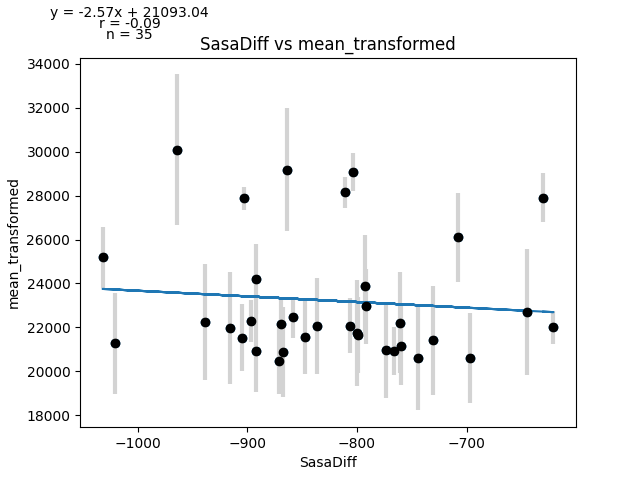 y = -2.57x + 21093.04
r = -0.09
n = 35
SasaDiff vs mean_transformed
34000
32000
30000
28000
26000
24000
22000
20000
18000
mean_transformed
−1000
−900
−800
−700
SasaDiff